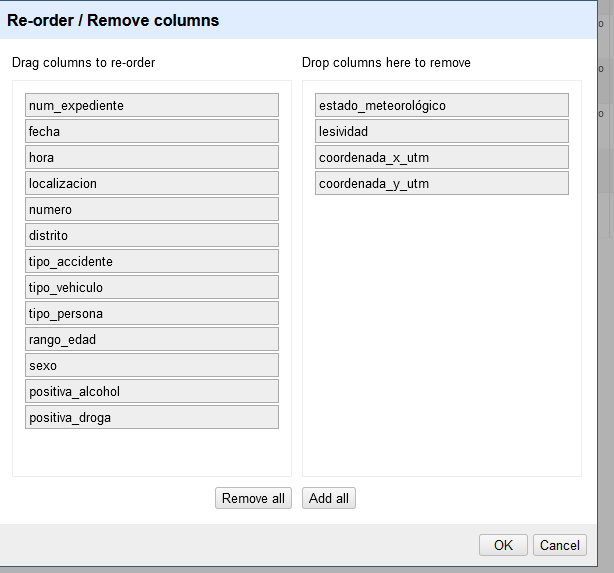 Re-order / Remove columns
Drag columns to re-order
num_expediente
fecha
hora
localizacion
numero
distrito
tipo_accidente
tipo_vehiculo
tipo_persona
rango_edad
sexo
positiva_alcohol
positiva_droga
Remove all
Drop columns here to remove
estado_meteorológico
lesividad
coordenada_x_utm
coordenada_y_utm
Add all
OK
Cancel